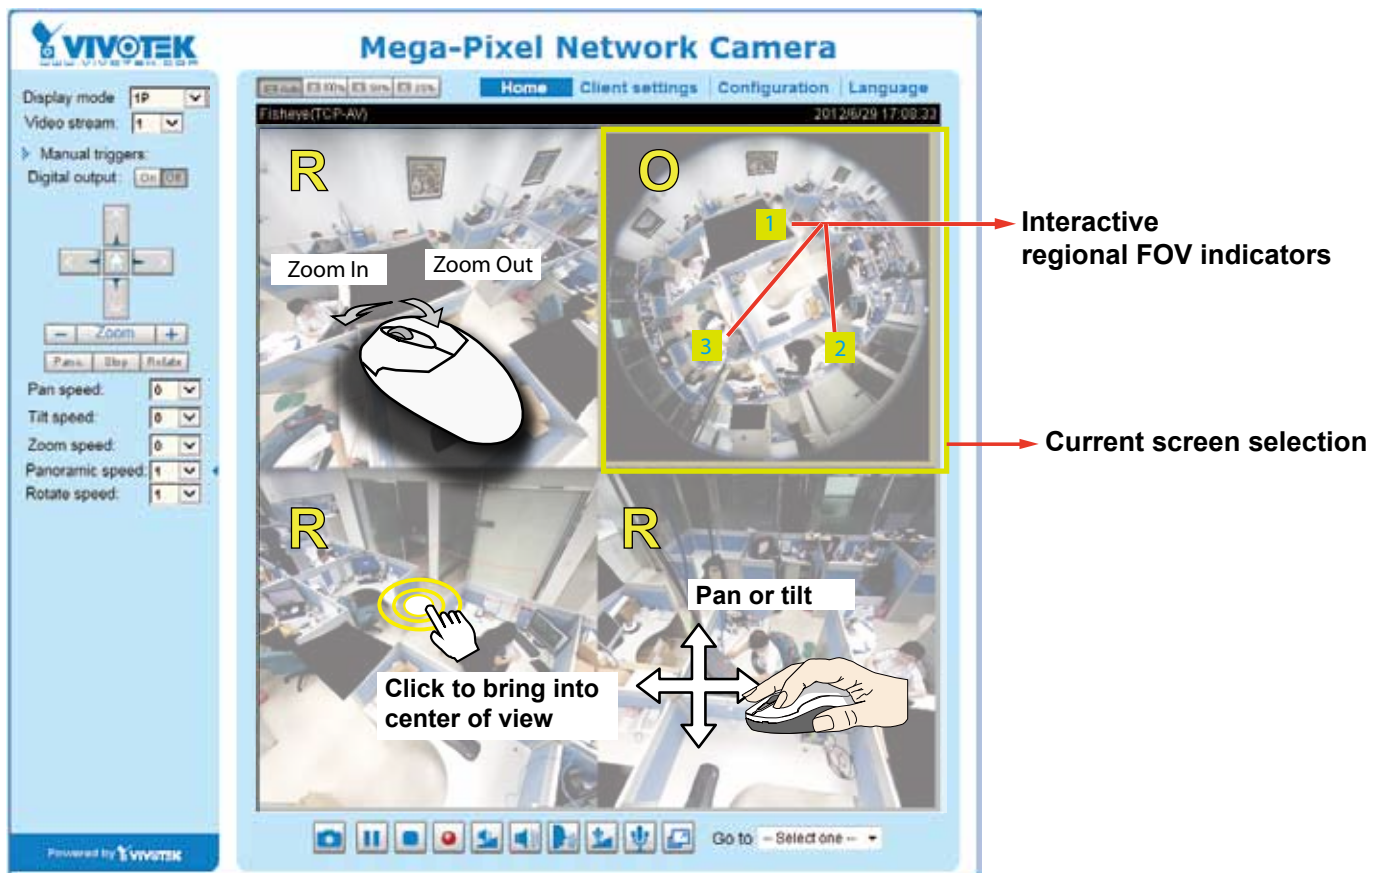 VIVOTEK
WWW.VIVOTEK.COM
Mega-Pixel Network Camera
Home Client settings Configuration Language
Display mode 1P
Video stream: 1
Manual triggers:
Digital output: On Off
Zoom
Pan speed: 0
Tilt speed: 0
Zoom speed: 0
Panoramic speed: 1
Rotate speed: 1
Powered by VIVOTEK
Fisheye(TCP-AV) 2012/6/29 17:08:33
R
Zoom In
Zoom Out
O
1
3
2
Interactive
regional FOV indicators
Current screen selection
R
Click to bring into
center of view
R
Pan or tilt
Go to -- Select one --